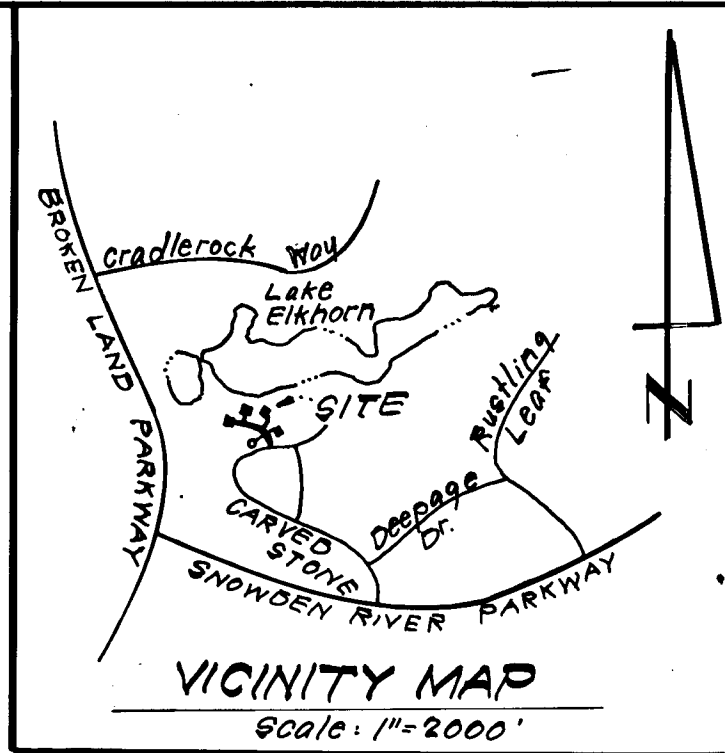 BROKEN LAND PARKWAY
Cradlerock Way
Lake
Elkhorn
SITE
Rustling
Leaf
Deepage
Dr.
CARVED
STONE
SNOWDEN RIVER PARKWAY
N
VICINITY MAP
Scale: 1"=2000'